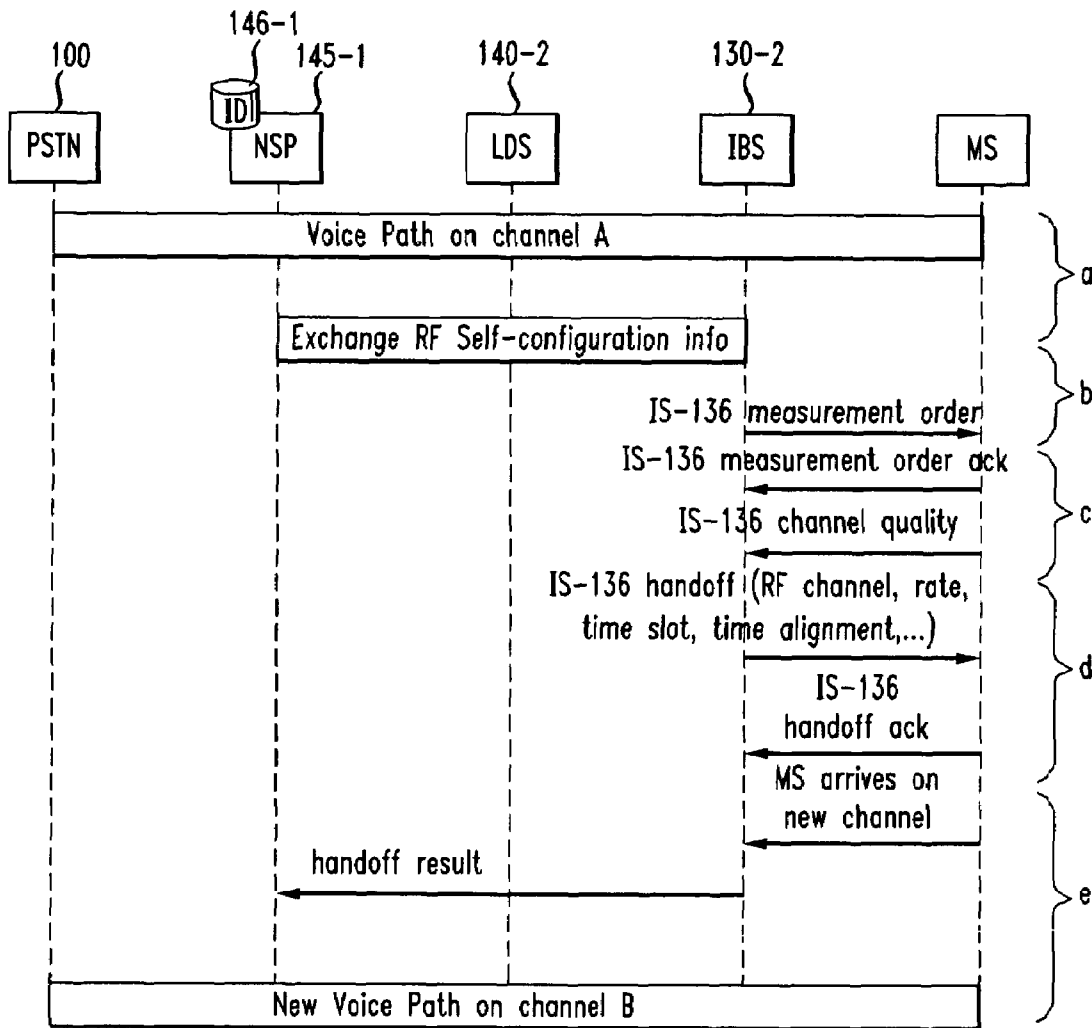 146-1
100
145-1
140-2
130-2
ID
PSTN
NSP
LDS
IBS
MS
Voice Path on channel A
a
Exchange RF Self-configuration info
b
IS-136 measurement order
IS-136 measurement order ack
c
IS-136 channel quality
IS-136 handoff (RF channel, rate,
time slot, time alignment,...)
d
IS-136
handoff ack
MS arrives on
new channel
handoff result
e
New Voice Path on channel B